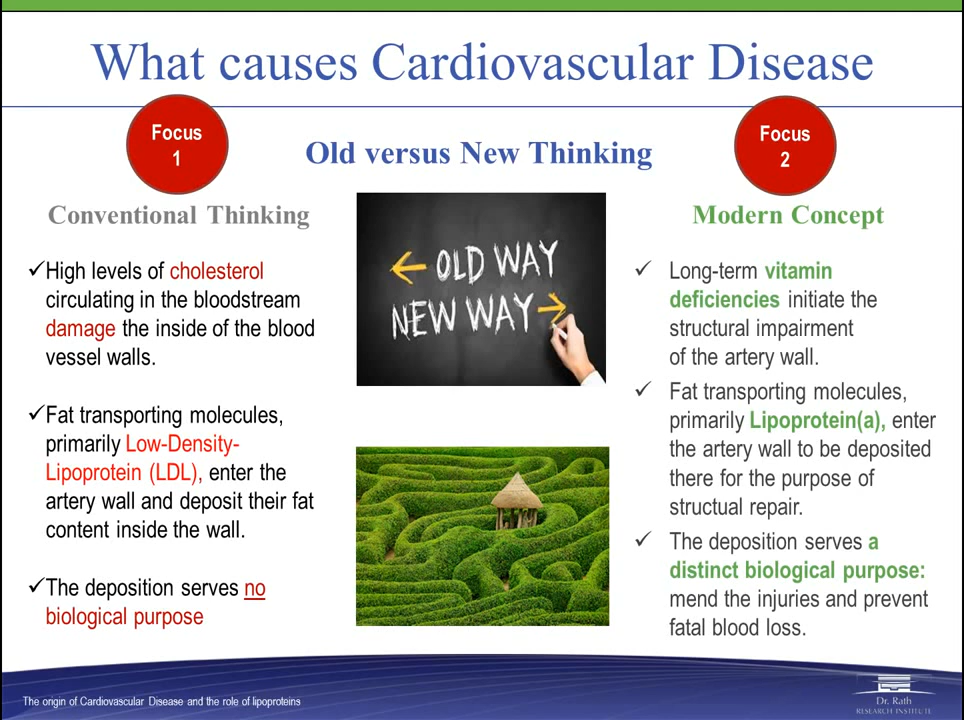 What causes Cardiovascular Disease
Focus
1
Old versus New Thinking
Focus
2
Conventional Thinking
High levels of cholesterol
circulating in the bloodstream
damage the inside of the blood
vessel walls.
Fat transporting molecules,
primarily Low-Density-
Lipoprotein (LDL), enter the
artery wall and deposit their fat
content inside the wall.
The deposition serves no
biological purpose
← OLD WAY
NEW WAY →
Modern Concept
Long-term vitamin
deficiencies initiate the
structural impairment
of the artery wall.
Fat transporting molecules,
primarily Lipoprotein(a), enter
the artery wall to be deposited
there for the purpose of
structual repair.
The deposition serves a
distinct biological purpose:
mend the injuries and prevent
fatal blood loss.
The origin of Cardiovascular Disease and the role of lipoproteins
Dr. Rath
RESEARCH INSTITUTE